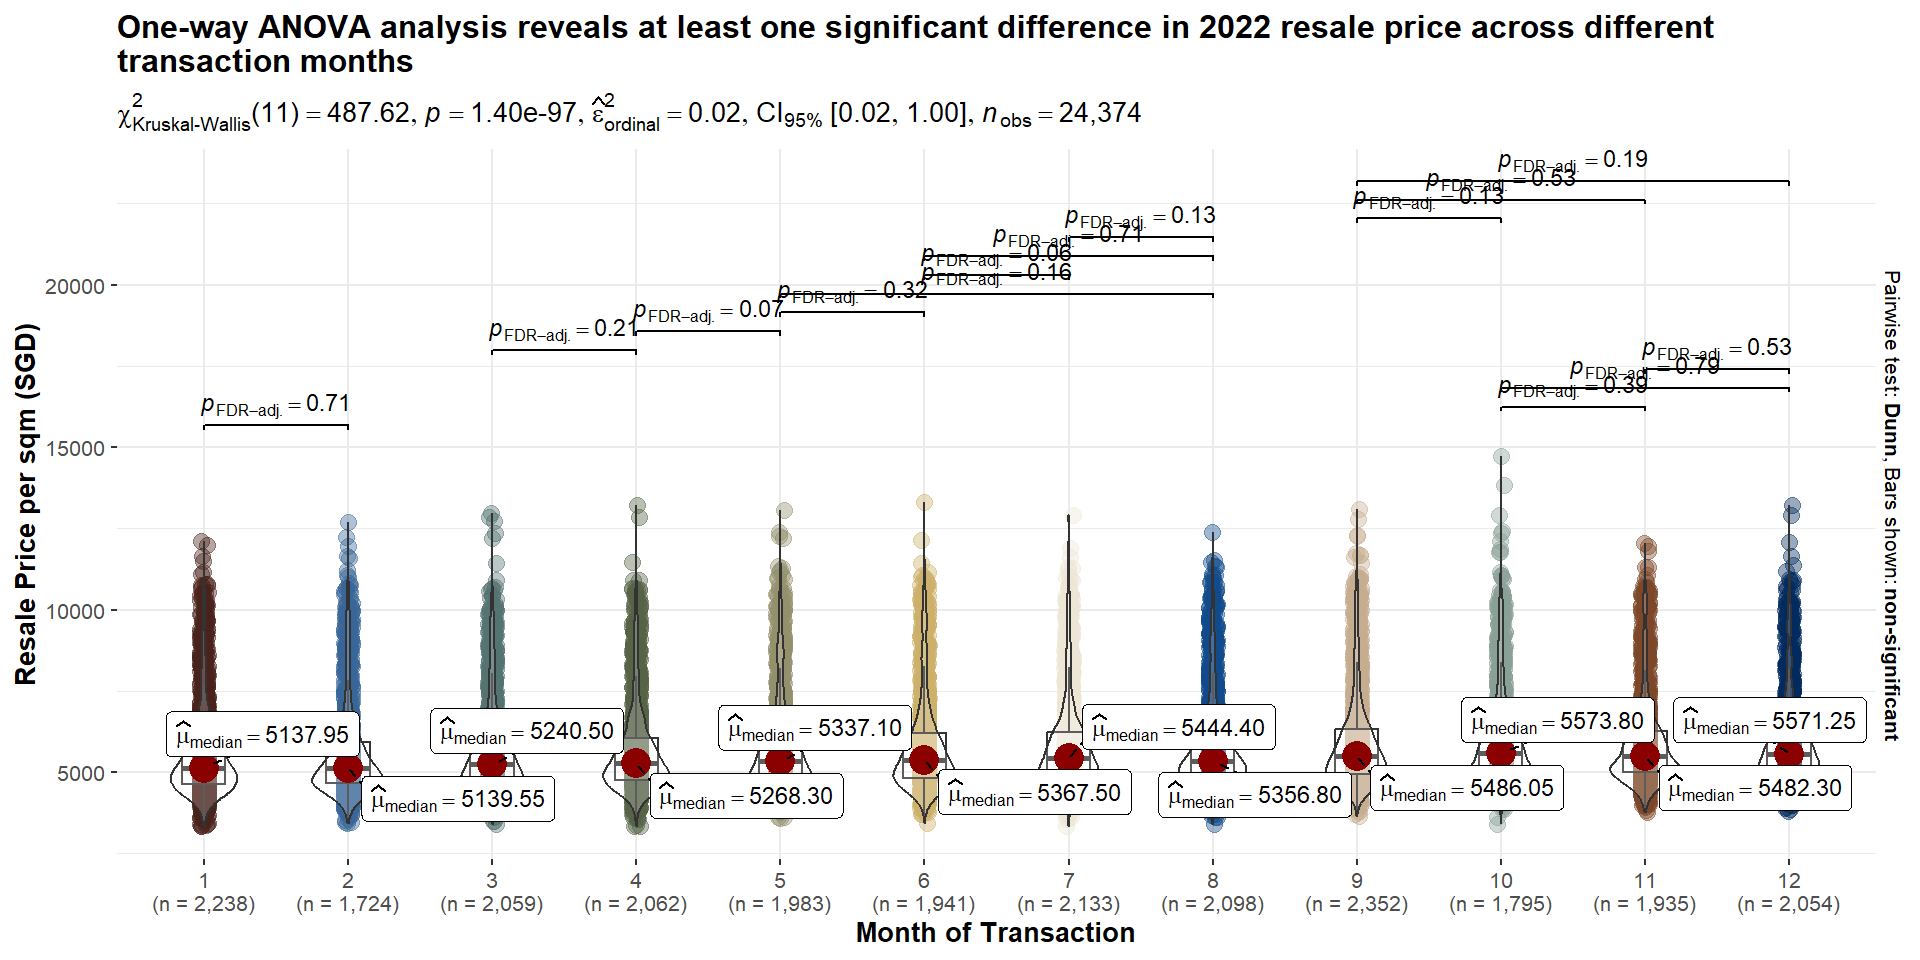 One-way ANOVA analysis reveals at least one significant difference in 2022 resale price across different
transaction months
χ²Kruskal-Wallis(11) = 487.62, p = 1.40e-97, ε̂²ordinal = 0.02, CI95% [0.02, 1.00], nobs = 24,374
pFDR–adj. = 0.19
pFDR–adj. = 0.53
pFDR–adj. = 0.13
pFDR–adj. = 0.13
pFDR–adj. = 0.71
pFDR–adj. = 0.06
pFDR–adj. = 0.16
pFDR–adj. = 0.32
pFDR–adj. = 0.07
pFDR–adj. = 0.21
pFDR–adj. = 0.53
pFDR–adj. = 0.79
pFDR–adj. = 0.39
pFDR–adj. = 0.71
20000
15000
10000
5000
Resale Price per sqm (SGD)
Pairwise test: Dunn, Bars shown: non-significant
μ̂median = 5137.95
μ̂median = 5139.55
μ̂median = 5240.50
μ̂median = 5268.30
μ̂median = 5337.10
μ̂median = 5367.50
μ̂median = 5444.40
μ̂median = 5356.80
μ̂median = 5486.05
μ̂median = 5573.80
μ̂median = 5482.30
μ̂median = 5571.25
1 2 3 4 5 6 7 8 9 10 11 12
(n = 2,238) (n = 1,724) (n = 2,059) (n = 2,062) (n = 1,983) (n = 1,941) (n = 2,133) (n = 2,098) (n = 2,352) (n = 1,795) (n = 1,935) (n = 2,054)
Month of Transaction